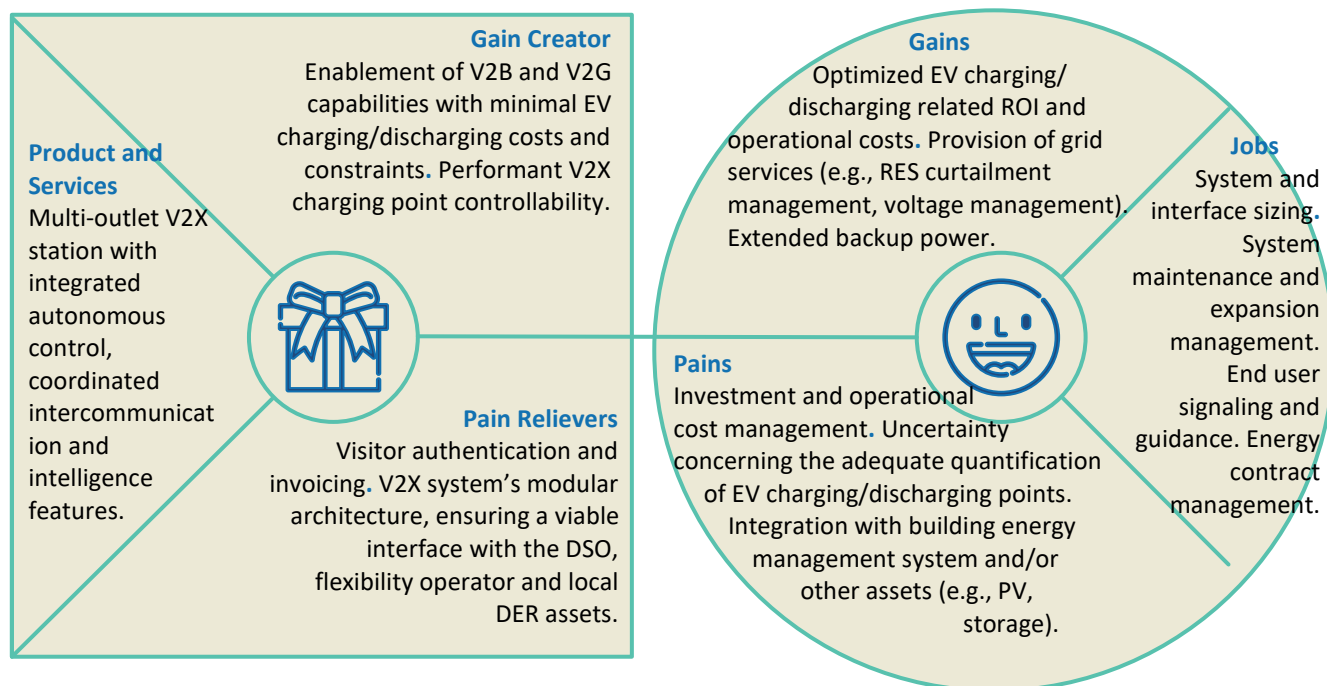 Gain Creator
Enablement of V2B and V2G
capabilities with minimal EV
charging/discharging costs and
constraints. Performant V2X
charging point controllability.
Product and
Services
Multi-outlet V2X
station with
integrated
autonomous
control,
coordinated
intercommunicat
ion and
intelligence
features.
Pain Relievers
Visitor authentication and
invoicing. V2X system’s modular
architecture, ensuring a viable
interface with the DSO,
flexibility operator and local
DER assets.
Gains
Optimized EV charging/
discharging related ROI and
operational costs. Provision of grid
services (e.g., RES curtailment
management, voltage management).
Extended backup power.
Jobs
System and
interface sizing.
System
maintenance and
expansion
management.
End user
signaling and
guidance. Energy
contract
management.
Pains
Investment and operational
cost management. Uncertainty
concerning the adequate quantification
of EV charging/discharging points.
Integration with building energy
management system and/or
other assets (e.g., PV,
storage).